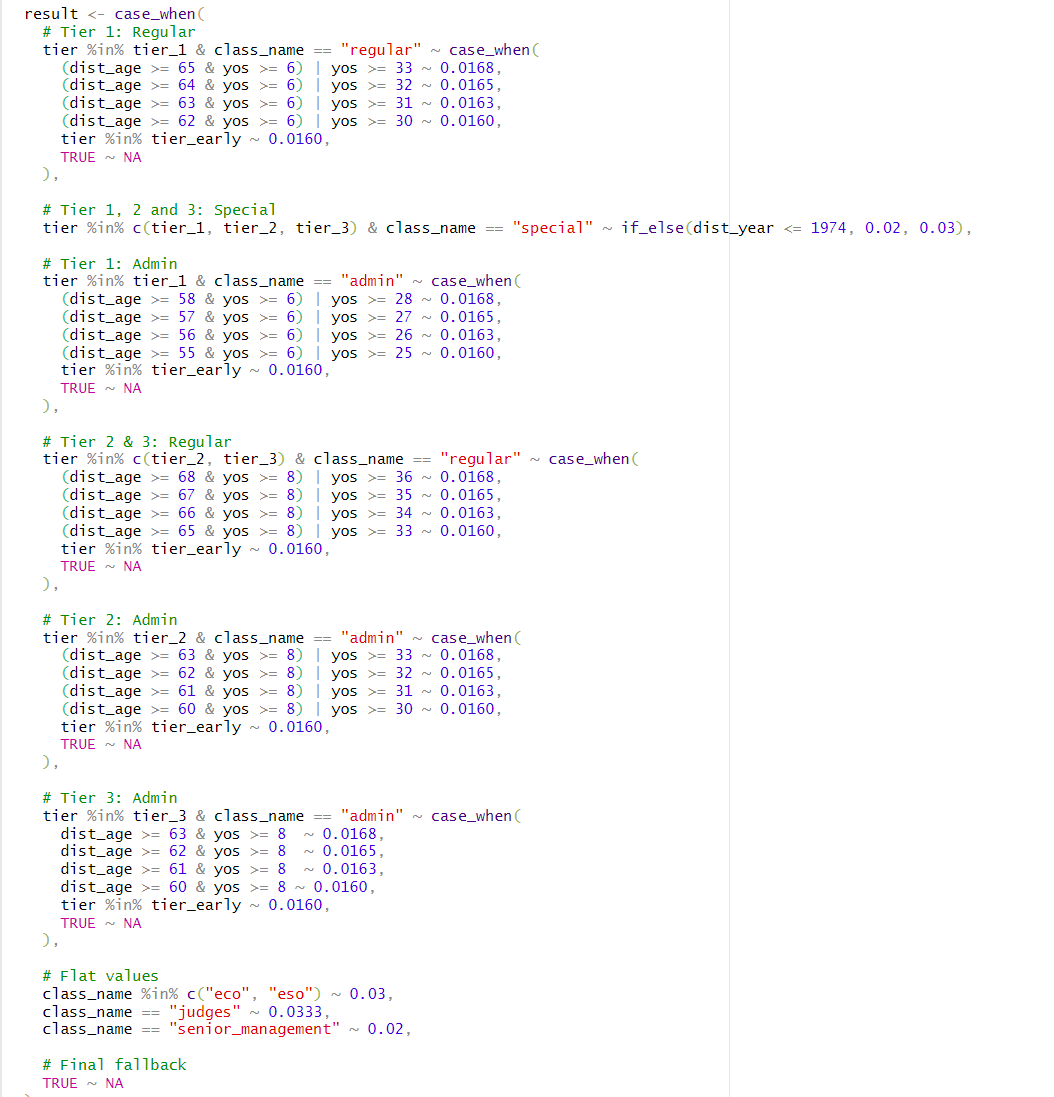 result <- case_when(
  # Tier 1: Regular
  tier %in% tier_1 & class_name == "regular" ~ case_when(
    (dist_age >= 65 & yos >= 6) | yos >= 33 ~ 0.0168,
    (dist_age >= 64 & yos >= 6) | yos >= 32 ~ 0.0165,
    (dist_age >= 63 & yos >= 6) | yos >= 31 ~ 0.0163,
    (dist_age >= 62 & yos >= 6) | yos >= 30 ~ 0.0160,
    tier %in% tier_early ~ 0.0160,
    TRUE ~ NA
  ),

  # Tier 1, 2 and 3: Special
  tier %in% c(tier_1, tier_2, tier_3) & class_name == "special" ~ if_else(dist_year <= 1974, 0.02, 0.03),

  # Tier 1: Admin
  tier %in% tier_1 & class_name == "admin" ~ case_when(
    (dist_age >= 58 & yos >= 6) | yos >= 28 ~ 0.0168,
    (dist_age >= 57 & yos >= 6) | yos >= 27 ~ 0.0165,
    (dist_age >= 56 & yos >= 6) | yos >= 26 ~ 0.0163,
    (dist_age >= 55 & yos >= 6) | yos >= 25 ~ 0.0160,
    tier %in% tier_early ~ 0.0160,
    TRUE ~ NA
  ),

  # Tier 2 & 3: Regular
  tier %in% c(tier_2, tier_3) & class_name == "regular" ~ case_when(
    (dist_age >= 68 & yos >= 8) | yos >= 36 ~ 0.0168,
    (dist_age >= 67 & yos >= 8) | yos >= 35 ~ 0.0165,
    (dist_age >= 66 & yos >= 8) | yos >= 34 ~ 0.0163,
    (dist_age >= 65 & yos >= 8) | yos >= 33 ~ 0.0160,
    tier %in% tier_early ~ 0.0160,
    TRUE ~ NA
  ),

  # Tier 2: Admin
  tier %in% tier_2 & class_name == "admin" ~ case_when(
    (dist_age >= 63 & yos >= 8) | yos >= 33 ~ 0.0168,
    (dist_age >= 62 & yos >= 8) | yos >= 32 ~ 0.0165,
    (dist_age >= 61 & yos >= 8) | yos >= 31 ~ 0.0163,
    (dist_age >= 60 & yos >= 8) | yos >= 30 ~ 0.0160,
    tier %in% tier_early ~ 0.0160,
    TRUE ~ NA
  ),

  # Tier 3: Admin
  tier %in% tier_3 & class_name == "admin" ~ case_when(
    dist_age >= 63 & yos >= 8  ~ 0.0168,
    dist_age >= 62 & yos >= 8  ~ 0.0165,
    dist_age >= 61 & yos >= 8  ~ 0.0163,
    dist_age >= 60 & yos >= 8 ~ 0.0160,
    tier %in% tier_early ~ 0.0160,
    TRUE ~ NA
  ),

  # Flat values
  class_name %in% c("eco", "eso") ~ 0.03,
  class_name == "judges" ~ 0.0333,
  class_name == "senior_management" ~ 0.02,

  # Final fallback
  TRUE ~ NA